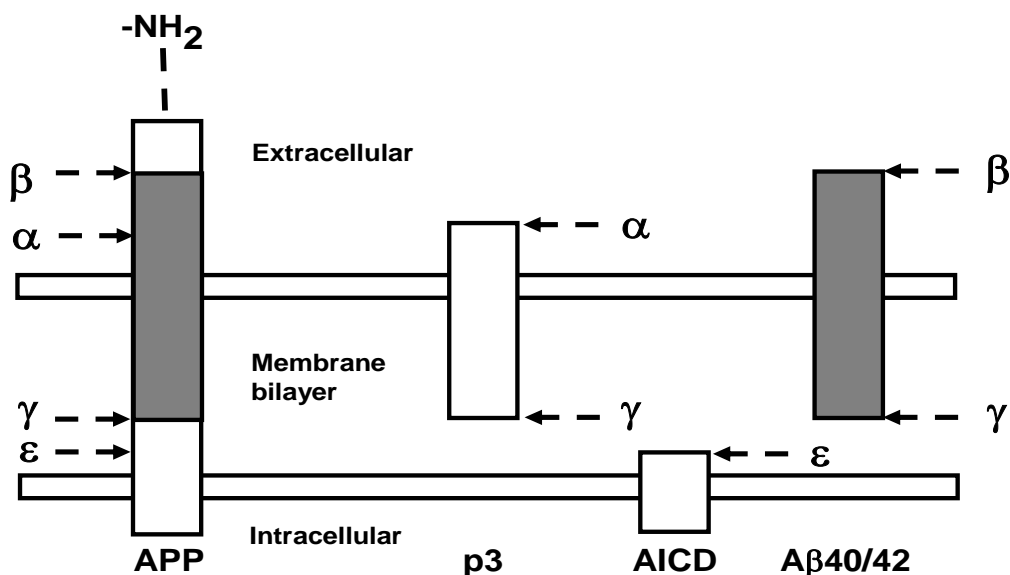 -NH2
Extracellular
β β
α α
Membrane
bilayer
γ γ γ
ε ε
Intracellular
APP p3 AICD Aβ40/42